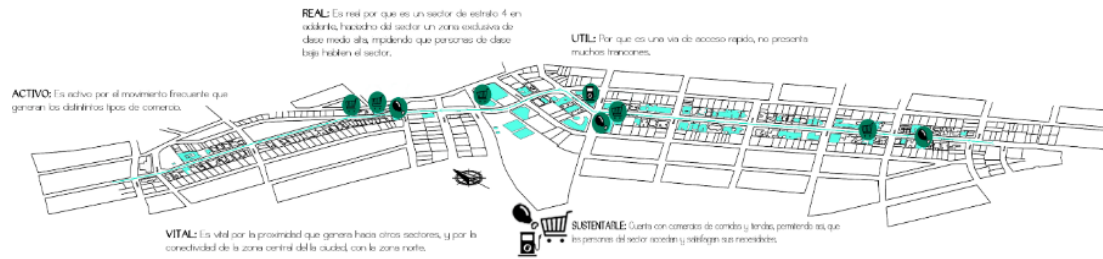 REAL: Es real por que es un sector de estrato 4 en
adelante, haciedno del sector un zona exclusiva de
clase medio alta, mpidiendo que personas de clase
baja habiten el sector.
UTIL: Por que es una via de acceso rapido, no presenta
muchos trancones.
ACTIVO: Es activo por el movimiento frecuente que
generan los distintintos tipos de comercio.
VITAL: Es vital por la proximidad que genera hacia otros sectores, y por la
conectividad de la zona central del la ciudad, con la zona norte.
SUSTENTABLE: Cuenta con comercios de comidas y tiendas, permitiendo asi, que
las personas del sector accedan y satisfagan sus necesidades.